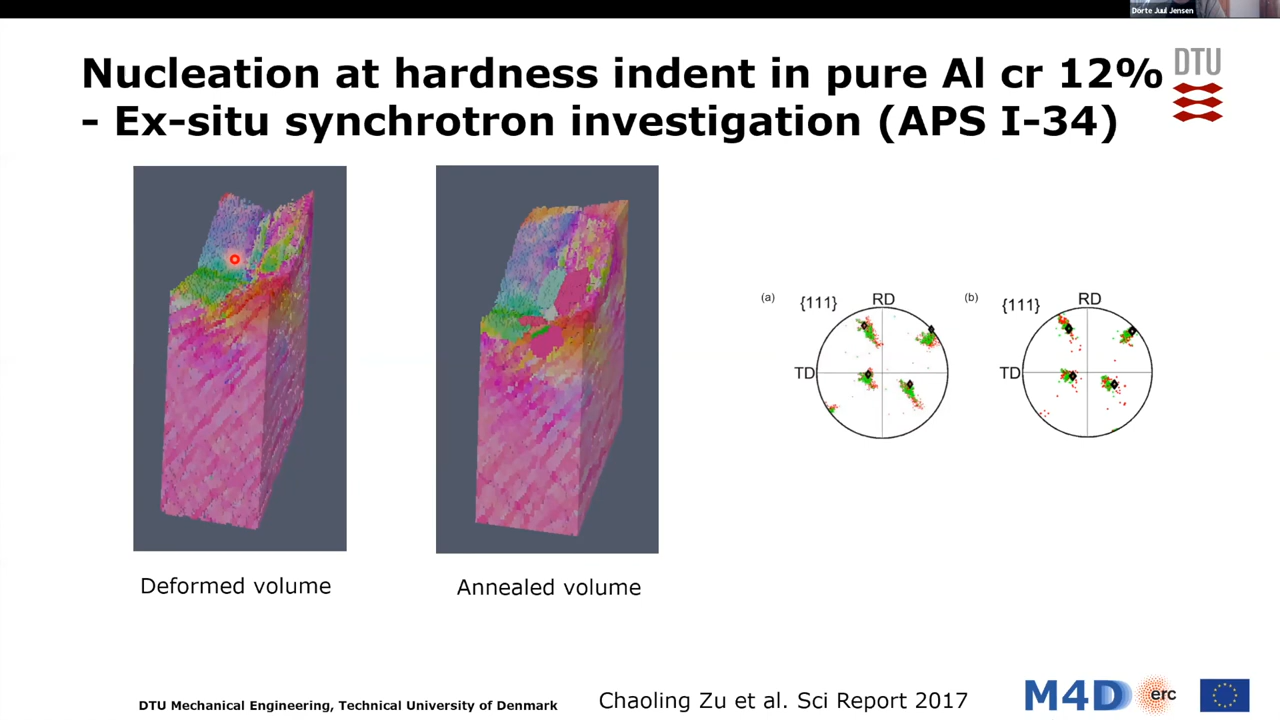 Dorte Juul Jensen
Nucleation at hardness indent in pure Al cr 12%
- Ex-situ synchrotron investigation (APS I-34)
DTU
(a)
{111}
RD
TD
(b)
{111}
RD
TD
Deformed volume
Annealed volume
DTU Mechanical Engineering, Technical University of Denmark
Chaoling Zu et al. Sci Report 2017
M4D
erc